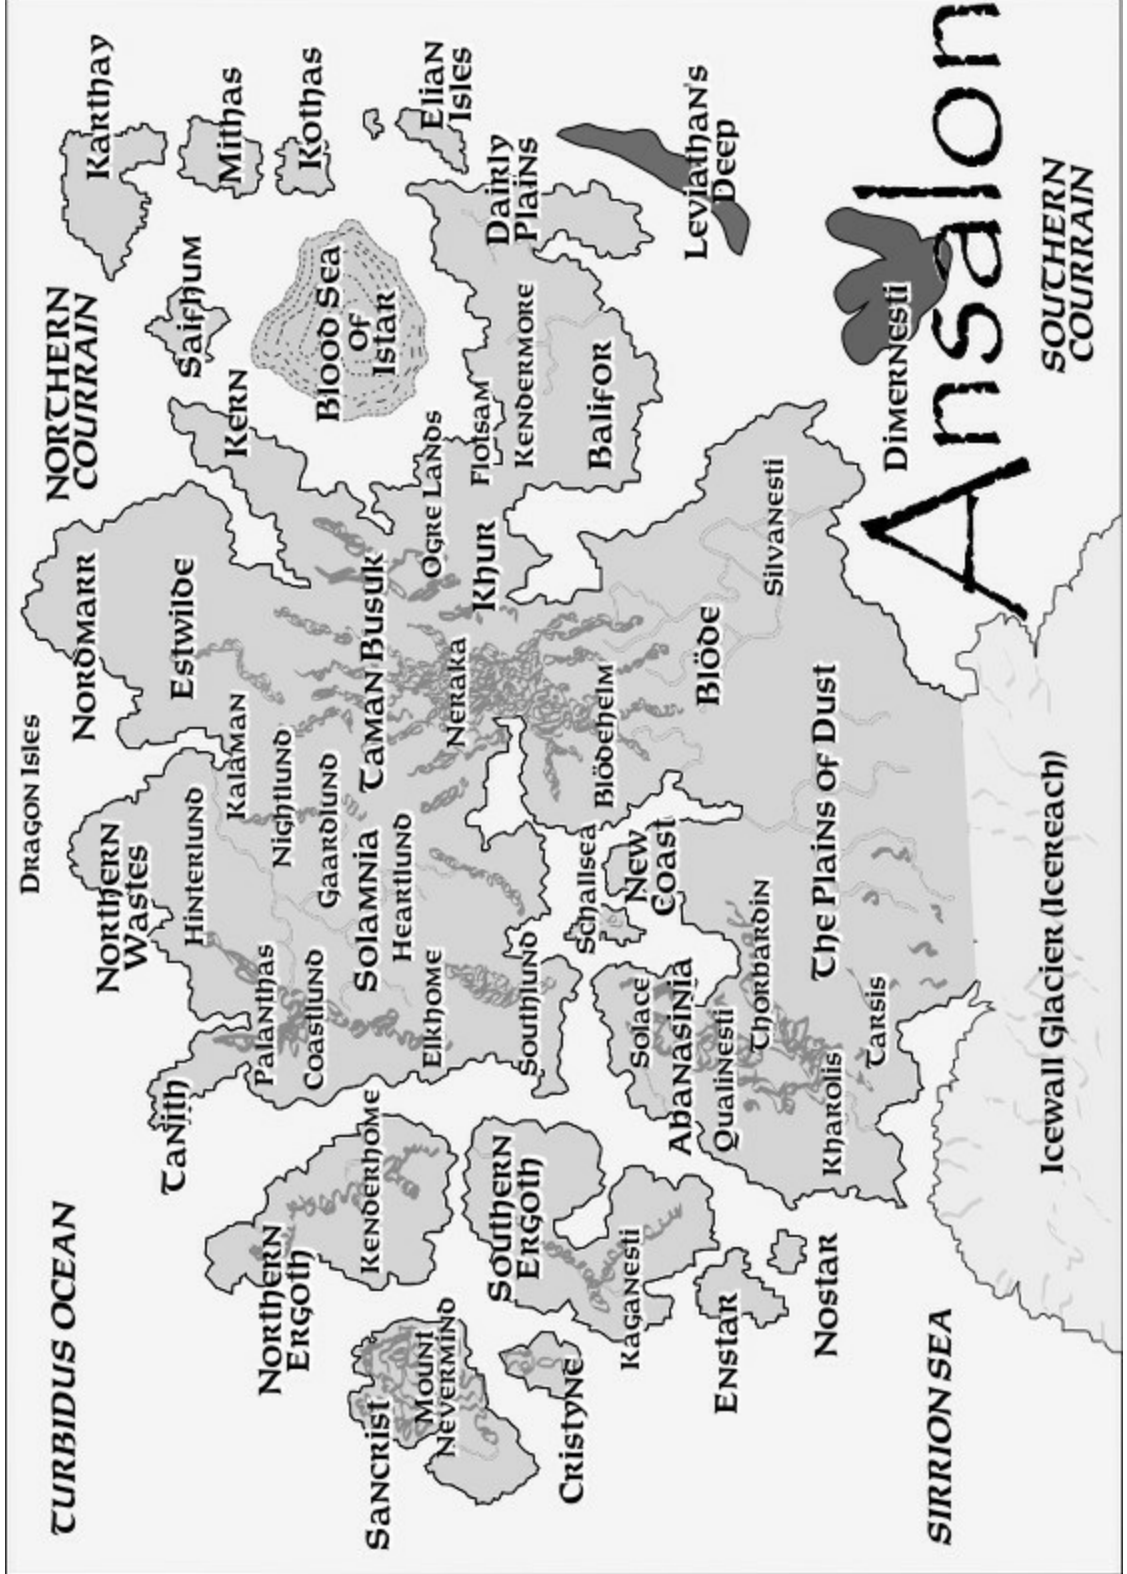 Dragon Isles
Turbidus Ocean
Northern
Courrain
Karthay
Nordmarr
Northern
Wastes
Tanith
Estwilde
Hinterlund
Saifhum
Mithas
Kalaman
Kern
Nightlund
Palanthas
Northern
Ergoth
Coastlund
Gaardlund
Kothas
Blood Sea
of
Istar
Sancrist
Kenderhome
Solamnia
Taman Busuk
Heartlund
Mount
Nevermind
Elkhome
Neraka
Ogre Lands
Elian
Isles
Khur
Flotsam
Southern
Ergoth
Southlund
Kendermore
Dairly
Plains
Cristyne
Schallsea
Blödehelm
Balifor
Kaganesti
Solace
New
Coast
Abanasinia
Blöde
Leviathan's
Deep
Enstar
Qualinesti
Thorbardin
Silvanesti
Nostar
Kharolis
The Plains of Dust
Tarsis
Dimernesti
Sirrion Sea
Icewall Glacier (Icereach)
Ansalon
Southern
Courrain